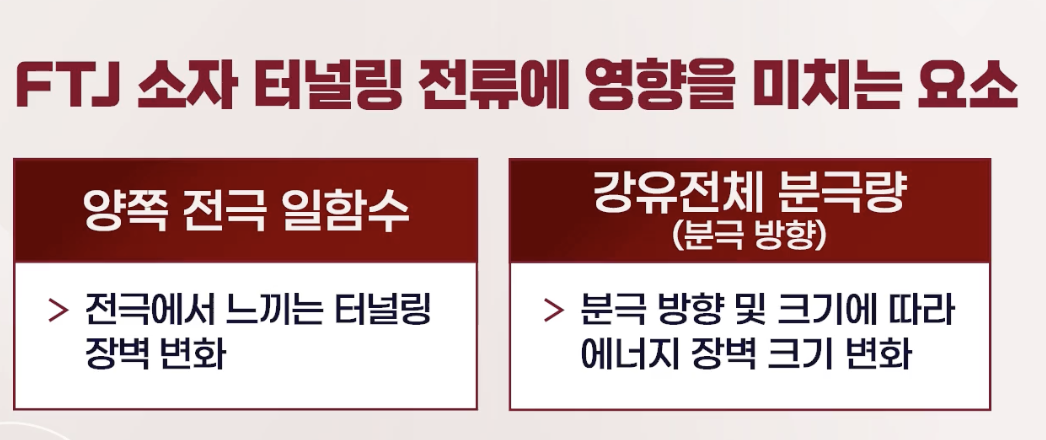 FTJ 소자 터널링 전류에 영향을 미치는 요소
양쪽 전극 일함수
> 전극에서 느끼는 터널링
장벽 변화
강유전체 분극량
(분극 방향)
> 분극 방향 및 크기에 따라
에너지 장벽 크기 변화